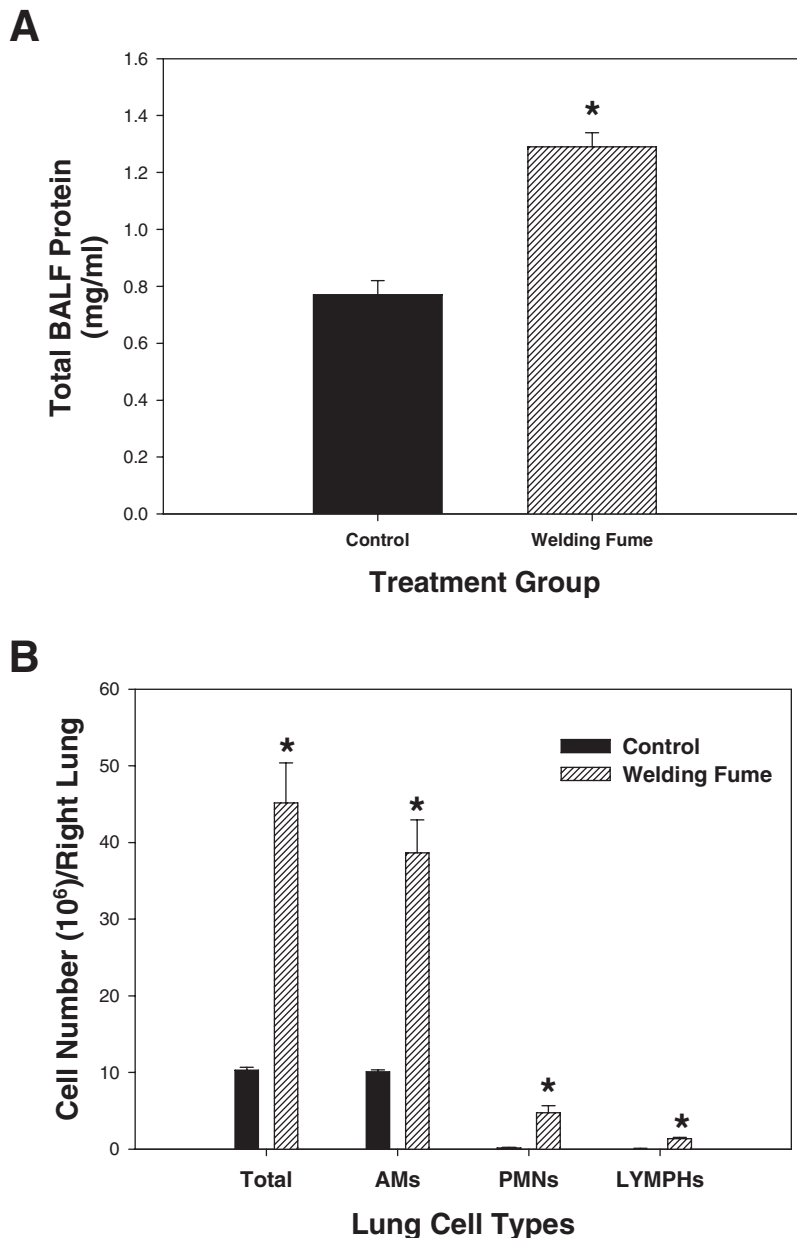 A
Total BALF Protein
(mg/ml)
1.6
1.4
1.2
1.0
0.8
0.6
0.4
0.2
0.0
*
Control
Welding Fume
Treatment Group
B
Cell Number (10⁶)/Right Lung
60
50
40
30
20
10
0
Control
Welding Fume
*
*
*
*
Total
AMs
PMNs
LYMPHs
Lung Cell Types